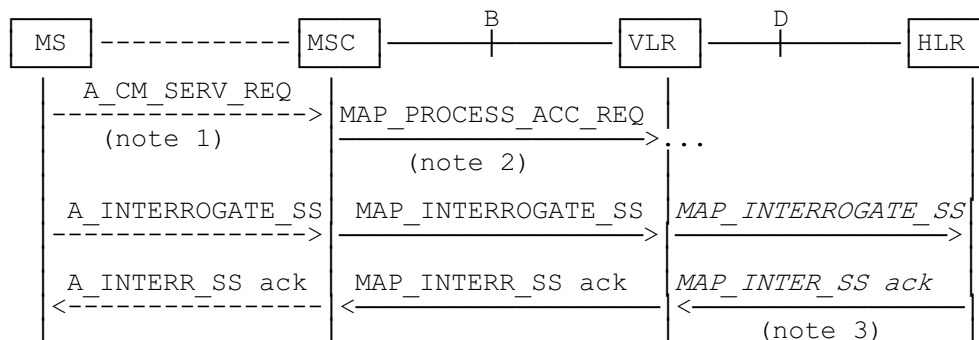 B D
MS MSC VLR HLR
A_CM_SERV_REQ
MAP_PROCESS_ACC_REQ
(note 1)
...
(note 2)
A_INTERROGATE_SS MAP_INTERROGATE_SS MAP_INTERROGATE_SS
A_INTERR_SS ack MAP_INTERR_SS ack MAP_INTER_SS ack
(note 3)